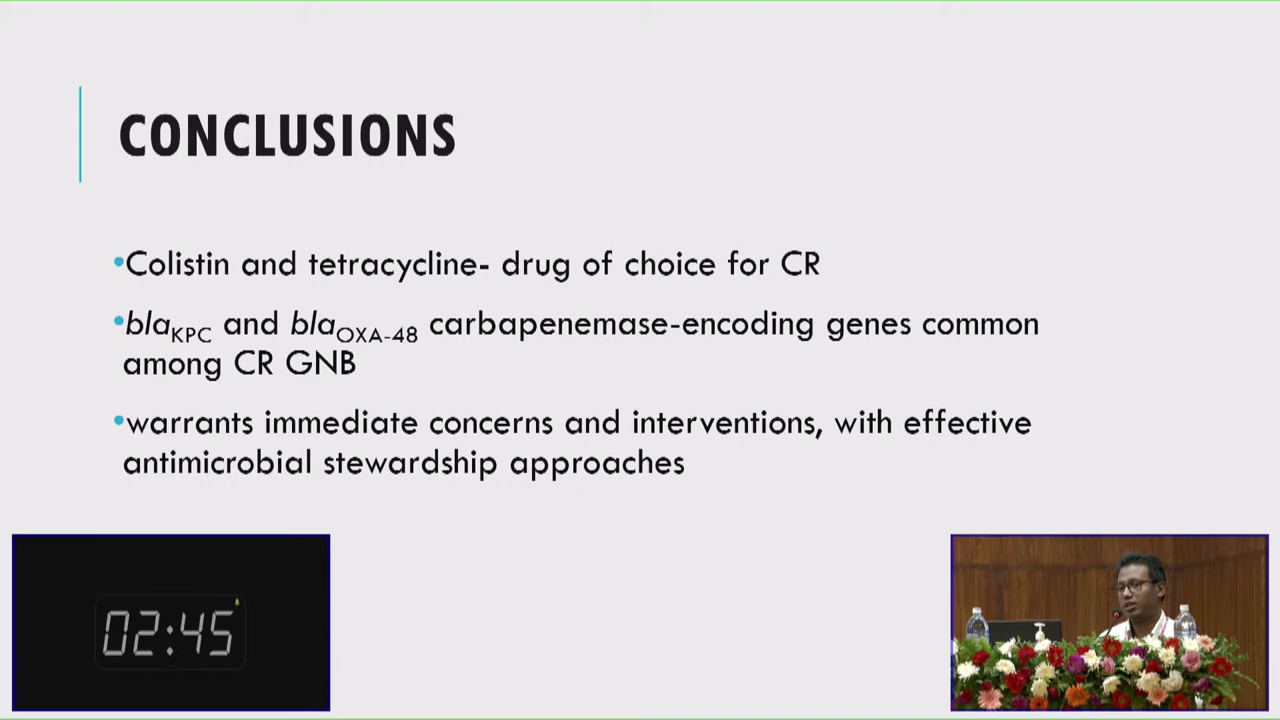 CONCLUSIONS
•Colistin and tetracycline- drug of choice for CR
•blaKPC and blaOXA-48 carbapenemase-encoding genes common
among CR GNB
•warrants immediate concerns and interventions, with effective
antimicrobial stewardship approaches
02:45